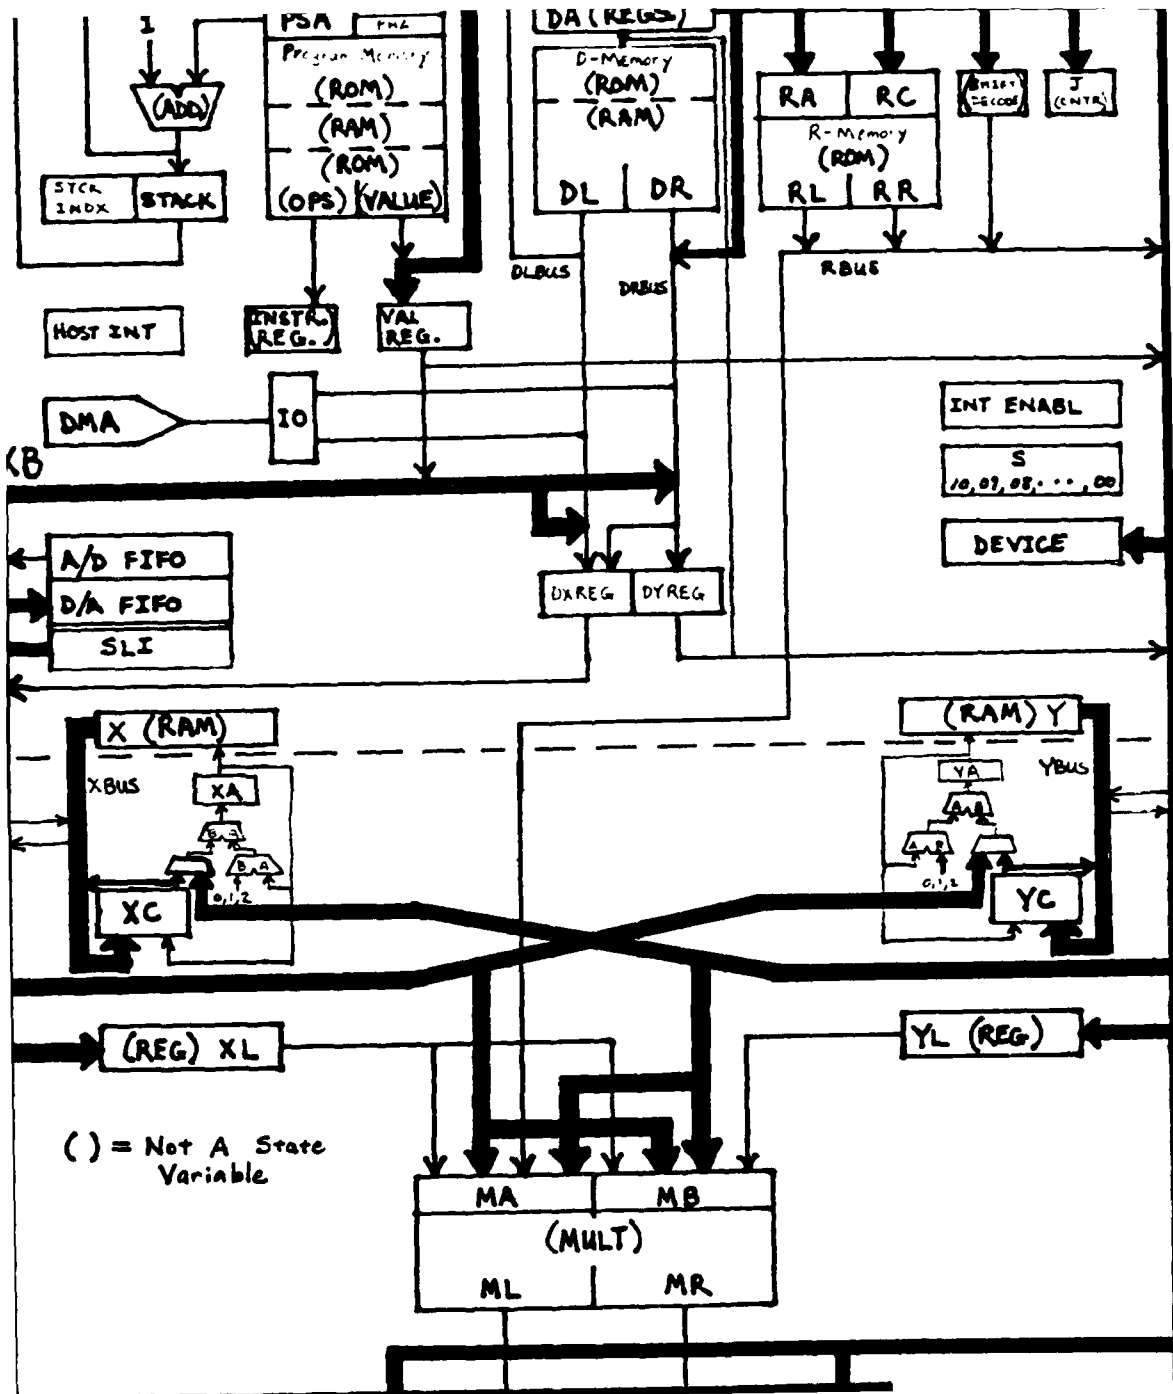 I
PSA
DA (REGS)
Program Memory
D-Memory
(ADD)
(ROM)
(ROM)
RA
RC
(SHIFT
DECODE)
J
(CNTR)
(RAM)
(RAM)
R-Memory
(ROM)
(ROM)
STCK
INDX
STACK
(OPS)
(VALUE)
DL
DR
RL
RR
DLBUS
DRBUS
RBUS
HOST INT
(INSTR.
REG.)
VAL
REG.
DMA
IO
INT ENABL
S
10,09,08,...,00
A/D FIFO
DEVICE
D/A FIFO
DXREG
DYREG
SLI
X (RAM)
(RAM) Y
XBUS
XA
YA
YBUS
B A
A B
0,1,2
0,1,2
XC
YC
(REG) XL
YL (REG)
( ) = Not A State
Variable
MA
MB
(MULT)
ML
MR